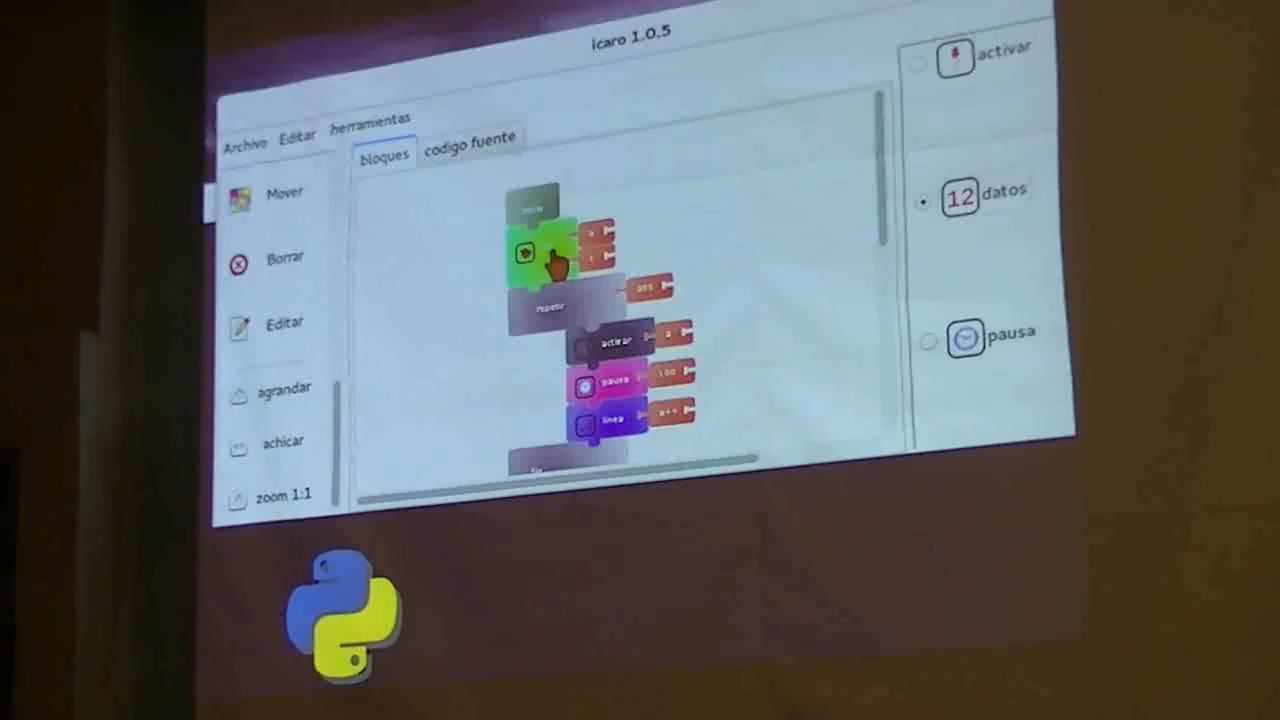 icaro 1.0.5
Archivo Editar herramientas
bloques codigo fuente
Mover
Borrar
Editar
agrandar
achicar
zoom 1:1
repetir
activar
pausa
100
linea
a++
activar
12 datos
pausa